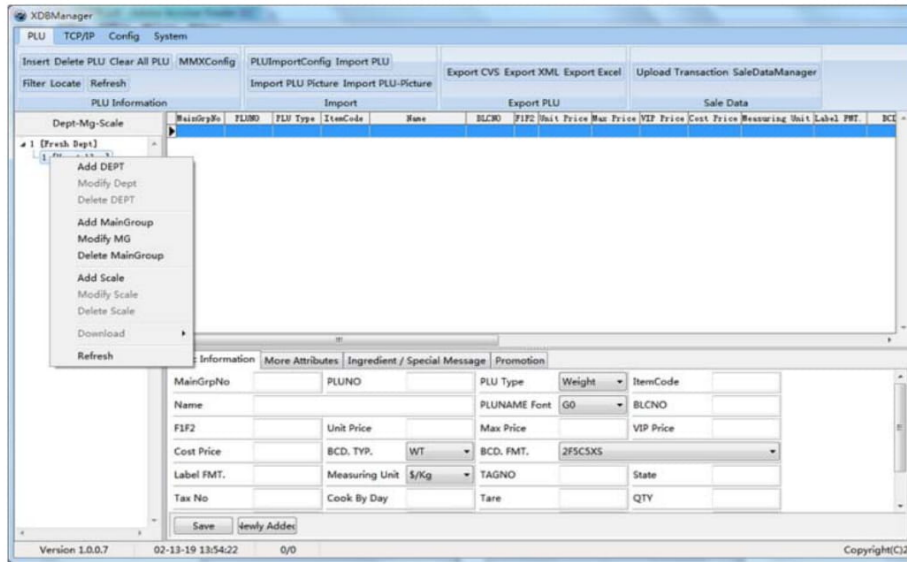 XDBManager
PLU TCP/IP Config System
Insert Delete PLU Clear All PLU MMXConfig PLUImportConfig Import PLU
Export CVS Export XML Export Excel Upload Transaction SaleDataManager
Filter Locate Refresh Import PLU Picture Import PLU-Picture
PLU Information Import Export PLU Sale Data
Dept-Mg-Scale MainGrpNo PLUNO PLU Type ItemCode Name BLCNO F1F2 Unit Price Max Price VIP Price Cost Price Measuring Unit Label FMT. BCD
1 [Fresh Dept]
1
Add DEPT
Modify Dept
Delete DEPT
Add MainGroup
Modify MG
Delete MainGroup
Add Scale
Modify Scale
Delete Scale
Download
Refresh
Information More Attributes Ingredient / Special Message Promotion
MainGrpNo PLUNO PLU Type Weight ItemCode
Name PLUNAME Font G0 BLCNO
F1F2 Unit Price Max Price VIP Price
Cost Price BCD. TYP. WT BCD. FMT. 2F5C5XS
Label FMT. Measuring Unit $/Kg TAGNO State
Tax No Cook By Day Tare QTY
Save Newly Added
Version 1.0.0.7 02-13-19 13:54:22 0/0 Copyright(C)2